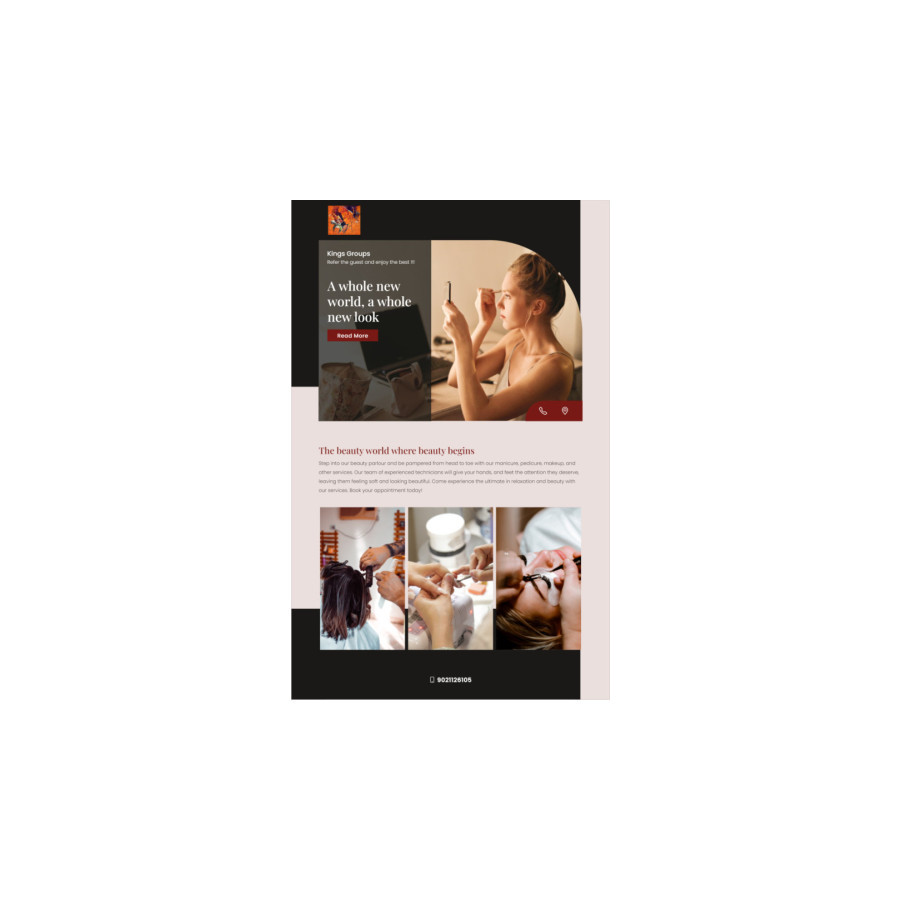 Kings Groups
Refer the guest and enjoy the best !!!
A whole new
world, a whole
new look
Read More
The beauty world where beauty begins
Step into our beauty parlour and be pampered from head to toe with our manicure, pedicure, makeup, and
other services. Our team of experienced technicians will give your hands, and feet the attention they deserve,
leaving them feeling soft and looking beautiful. Come experience the ultimate in relaxation and beauty with
our services. Book your appointment today!
9021126105